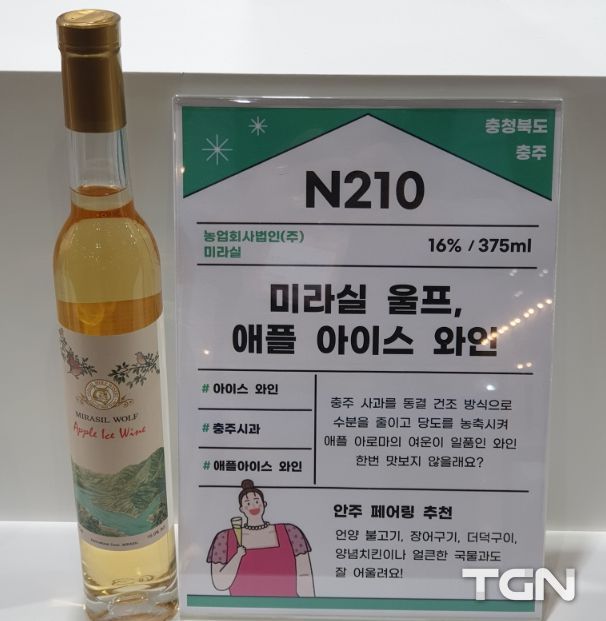 충청북도
충주
N210
농업회사법인(주)
미라실
16% / 375ml
미라실 울프,
애플 아이스 와인
# 아이스 와인
#충주사과
#애플아이스 와인
충주 사과를 동결 건조 방식으로
수분을 줄이고 당도를 농축시켜
애플 아로마의 여운이 일품인 와인
한번 맛보지 않을래요?
안주 페어링 추천
언양 불고기, 장어구기, 더덕구이,
양념치킨이나 얼큰한 국물과도
잘 어울려요!
MIRASIL WOLF
Apple Ice Wine
TGN